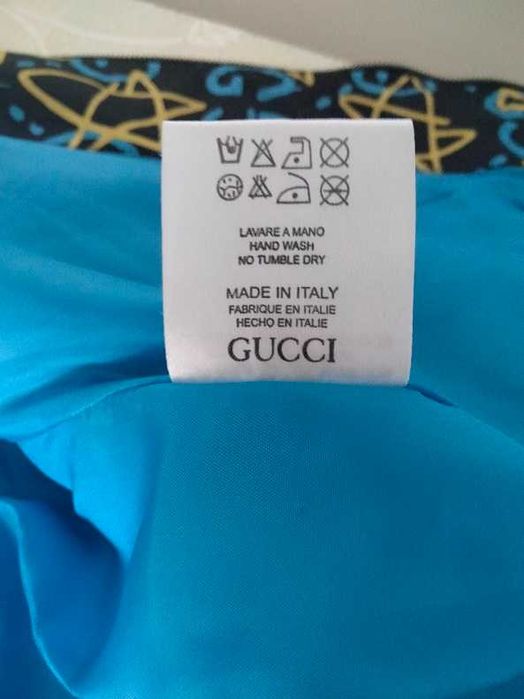 LAVARE A MANO
HAND WASH
NO TUMBLE DRY
MADE IN ITALY
FABRIQUE EN ITALIE
HECHO EN ITALIE
GUCCI